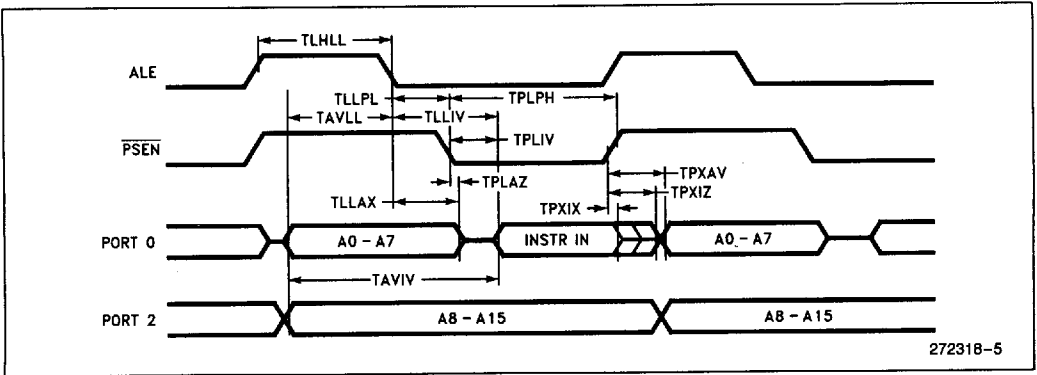 TLHLL
ALE
TLLPL
TPLPH
TAVLL
TLLIV
PSEN
TPLIV
TPXAV
TPLAZ
TPXIZ
TLLAX
TPXIX
PORT 0
A0 – A7
INSTR IN
A0 – A7
TAVIV
PORT 2
A8 – A15
A8 – A15
272318–5